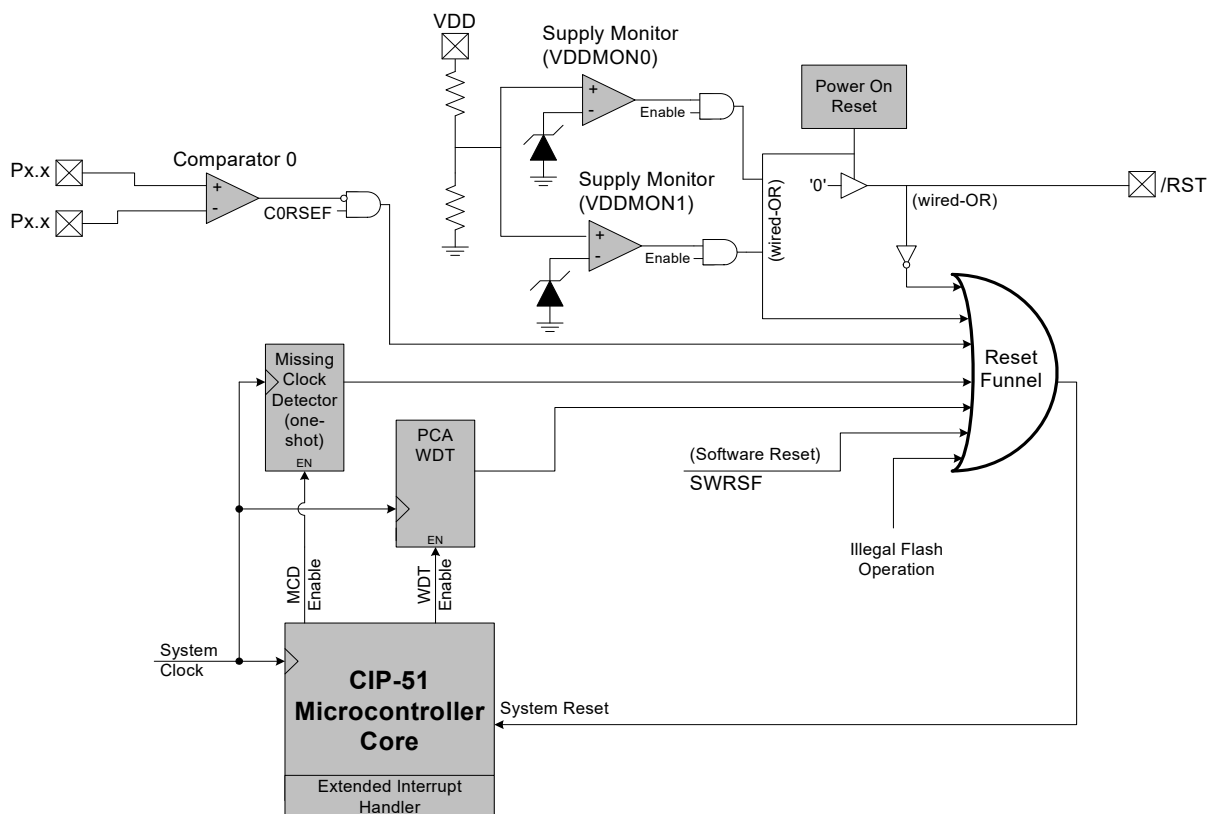 VDD
Supply Monitor
(VDDMON0)
+
-
Enable
Power On
Reset
Px.x
Px.x
Comparator 0
+
-
C0RSEF
Supply Monitor
(VDDMON1)
+
-
Enable
(wired-OR)
'0'
(wired-OR)
/RST
Reset
Funnel
Missing
Clock
Detector
(one-
shot)
EN
PCA
WDT
EN
(Software Reset)
SWRSF
Illegal Flash
Operation
MCD
Enable
WDT
Enable
System
Clock
CIP-51
Microcontroller
Core
System Reset
Extended Interrupt
Handler